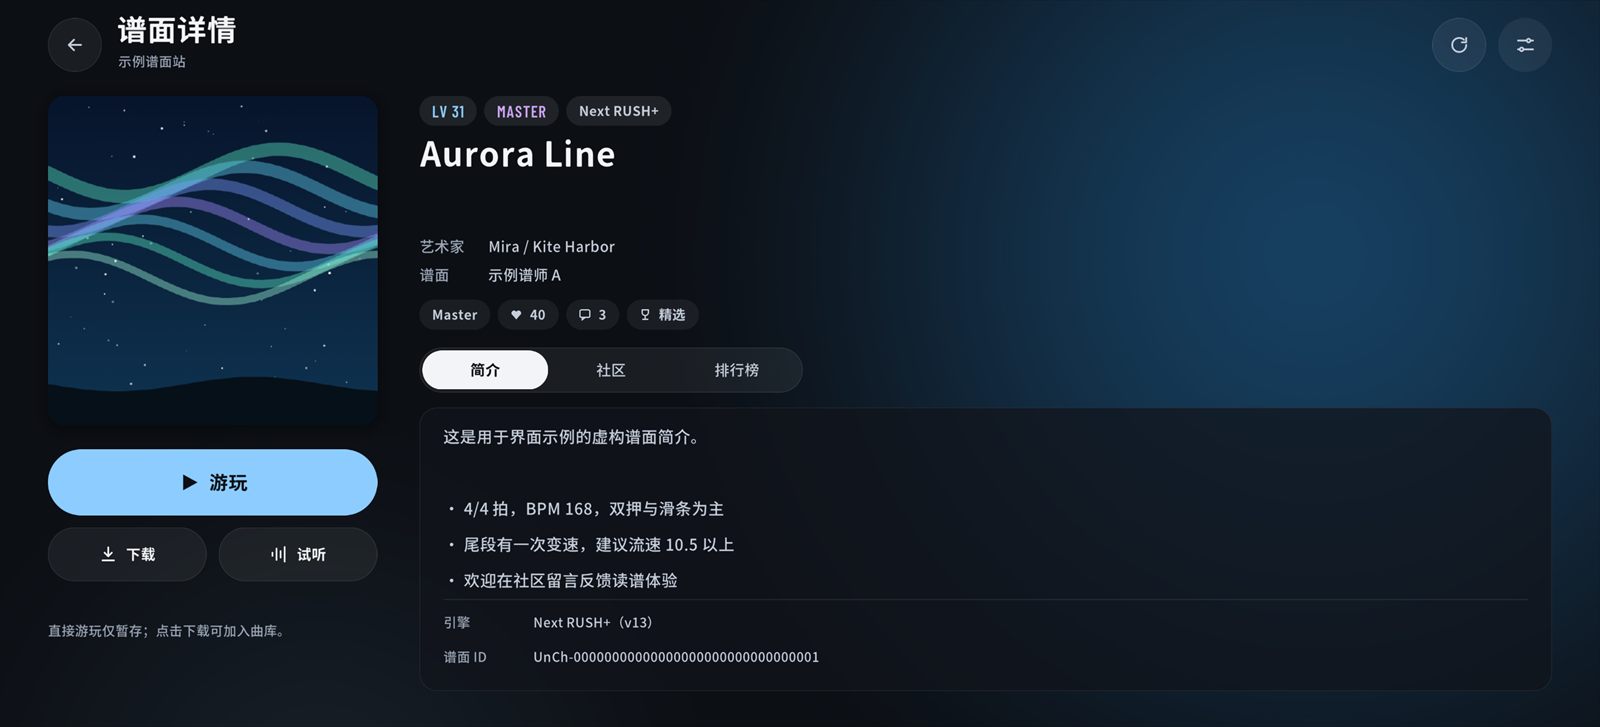 谱面详情
示例谱面站
LV 31 MASTER Next RUSH+
Aurora Line
艺术家 Mira / Kite Harbor
谱面 示例谱师 A
Master 40 3 精选
简介 社区 排行榜
这是用于界面示例的虚构谱面简介。
· 4/4 拍，BPM 168，双押与滑条为主
· 尾段有一次变速，建议流速 10.5 以上
· 欢迎在社区留言反馈读谱体验
引擎 Next RUSH+（v13）
谱面 ID UnCh-00000000000000000000000000000001
游玩
下载 试听
直接游玩仅暂存；点击下载可加入曲库。